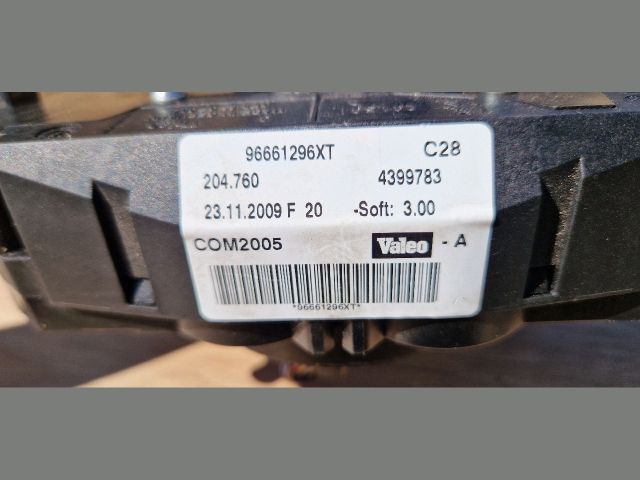 96661296XT C28
204.760 4399783
23.11.2009 F 20 -Soft: 3.00
COM2005 Valeo - A
*96661296XT*